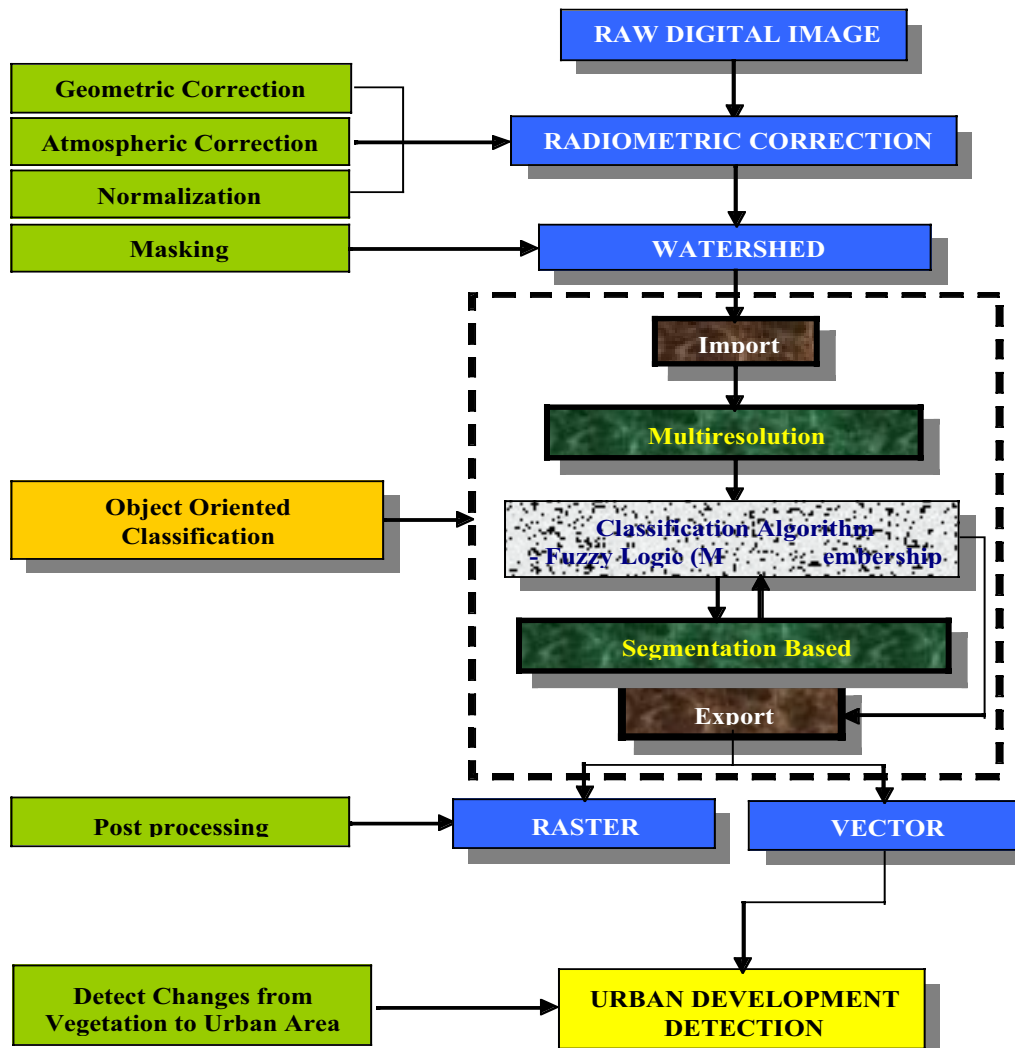 RAW DIGITAL IMAGE
Geometric Correction
Atmospheric Correction
RADIOMETRIC CORRECTION
Normalization
Masking
WATERSHED
Import
Multiresolution
Object Oriented
Classification
Classification Algorithm
- Fuzzy Logic (M embership
Segmentation Based
Export
Post processing
RASTER
VECTOR
Detect Changes from
Vegetation to Urban Area
URBAN DEVELOPMENT
DETECTION